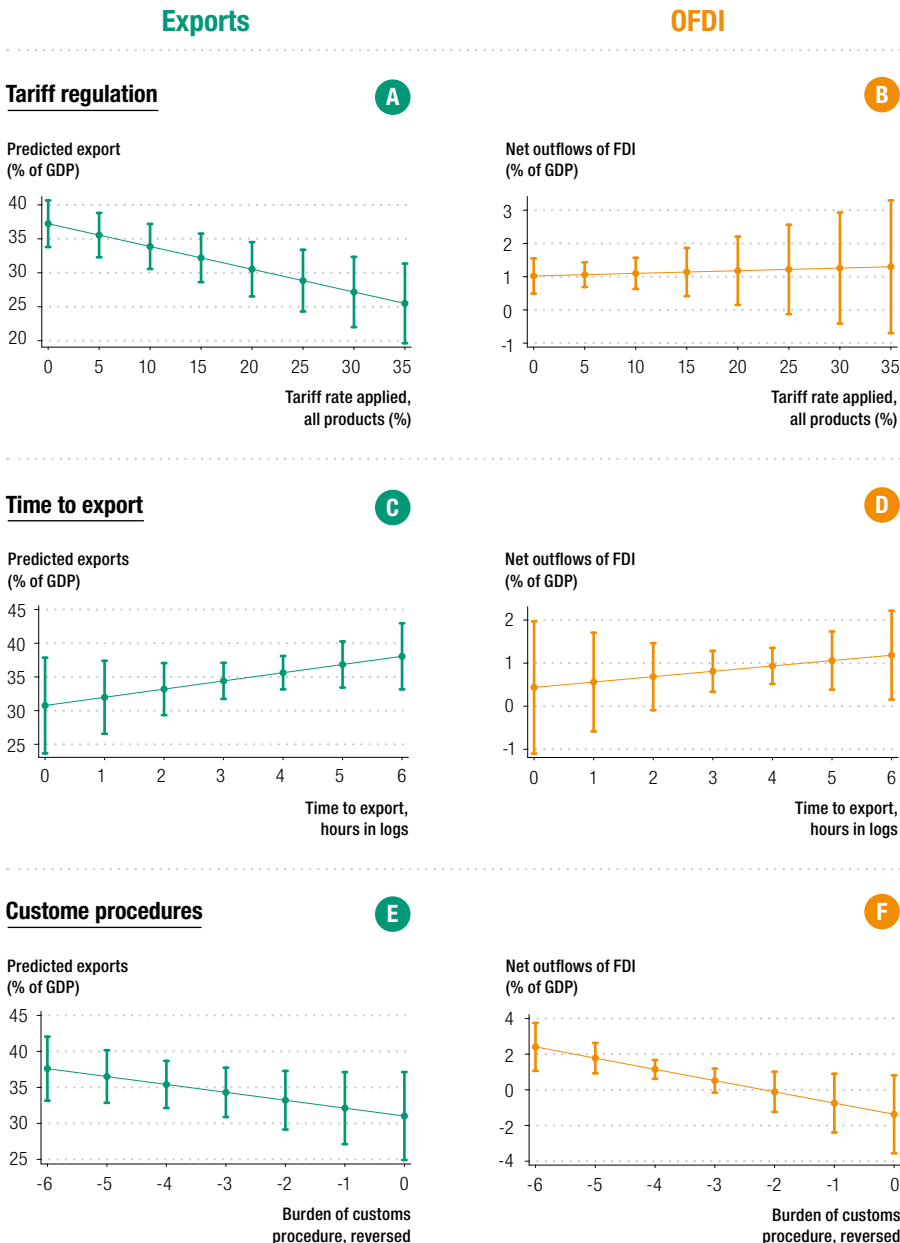 Exports
OFDI
Tariff regulation
A
B
Predicted export
(% of GDP)
40
35
30
25
20
0 5 10 15 20 25 30 35
Tariff rate applied,
all products (%)
Net outflows of FDI
(% of GDP)
3
2
1
0
-1
0 5 10 15 20 25 30 35
Tariff rate applied,
all products (%)
Time to export
C
D
Predicted exports
(% of GDP)
45
40
35
30
25
0 1 2 3 4 5 6
Time to export,
hours in logs
Net outflows of FDI
(% of GDP)
2
1
0
-1
0 1 2 3 4 5 6
Time to export,
hours in logs
Custome procedures
E
F
Predicted exports
(% of GDP)
45
40
35
30
25
-6 -5 -4 -3 -2 -1 0
Burden of customs
procedure, reversed
Net outflows of FDI
(% of GDP)
4
2
0
-2
-4
-6 -5 -4 -3 -2 -1 0
Burden of customs
procedure, reversed